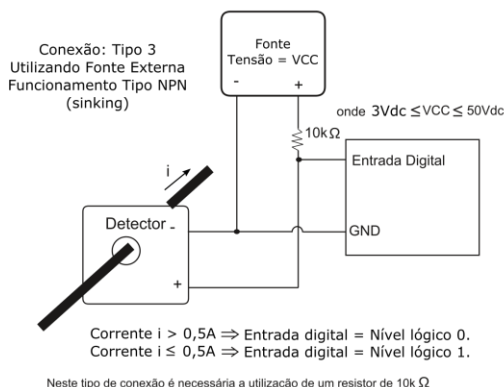 Conexão: Tipo 3
Utilizando Fonte Externa
Funcionamento Tipo NPN
(sinking)
Fonte
Tensão = VCC
-
+
onde 3Vdc ≤VCC ≤ 50Vdc
10kΩ
Entrada Digital
i
Detector
-
GND
+
Corrente i > 0,5A ⇒ Entrada digital = Nível lógico 0.
Corrente i ≤ 0,5A ⇒ Entrada digital = Nível lógico 1.
Neste tipo de conexão é necessária a utilização de um resistor de 10k Ω